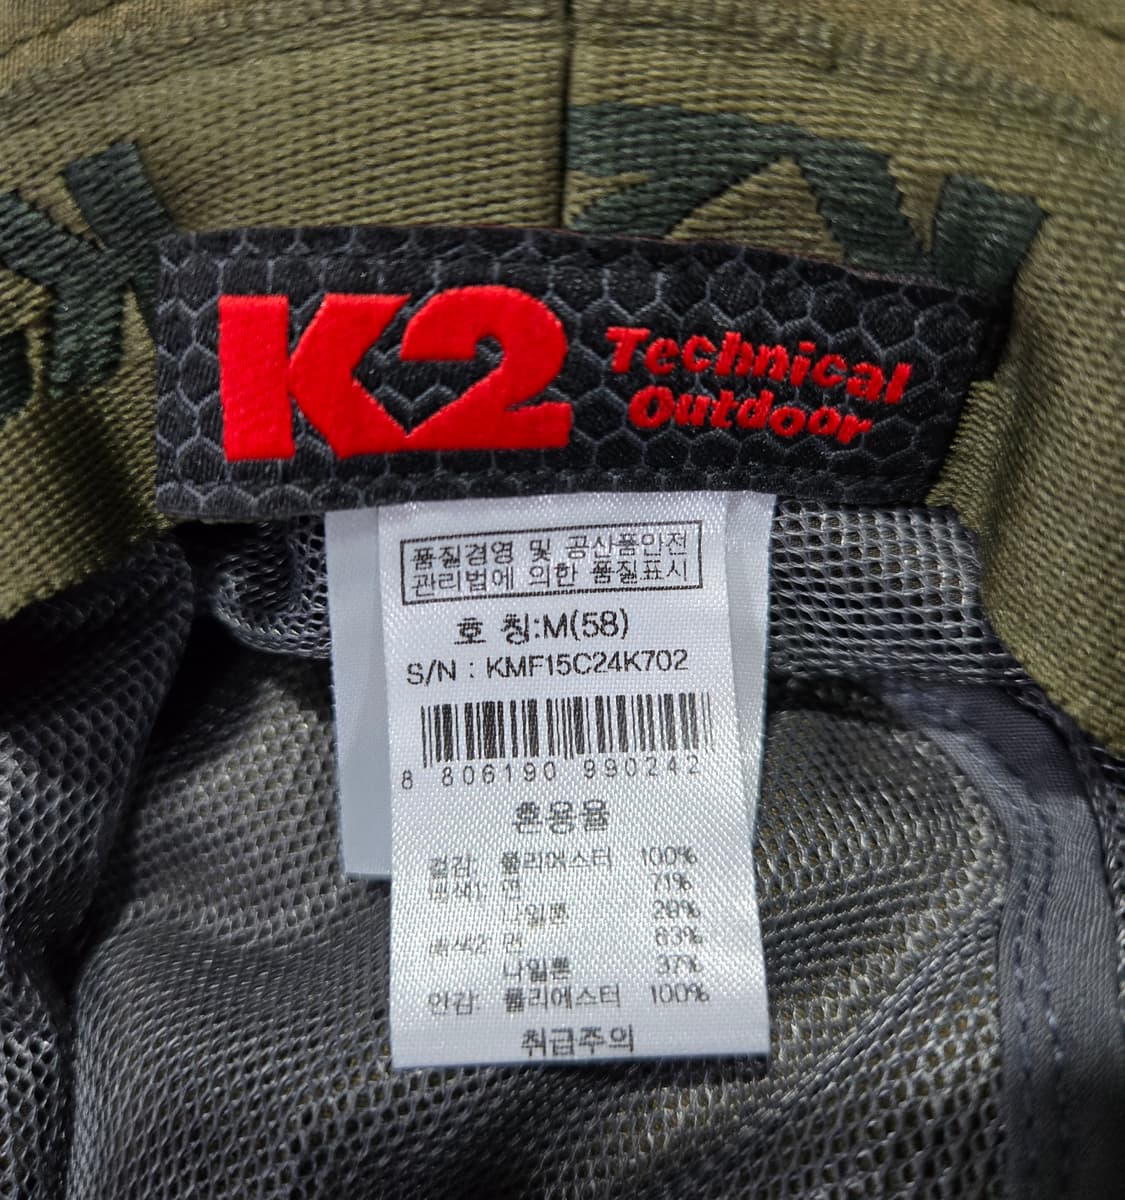 K2 Technical
Outdoor
품질경영 및 공산품안전
관리법에 의한 품질표시
호 칭:M(58)
S/N : KMF15C24K702
8 806190 990242
혼용율
겉감: 폴리에스터 100%
배색1: 면 71%
나일론 29%
배색2: 면 63%
나일론 37%
안감: 폴리에스터 100%
취급주의